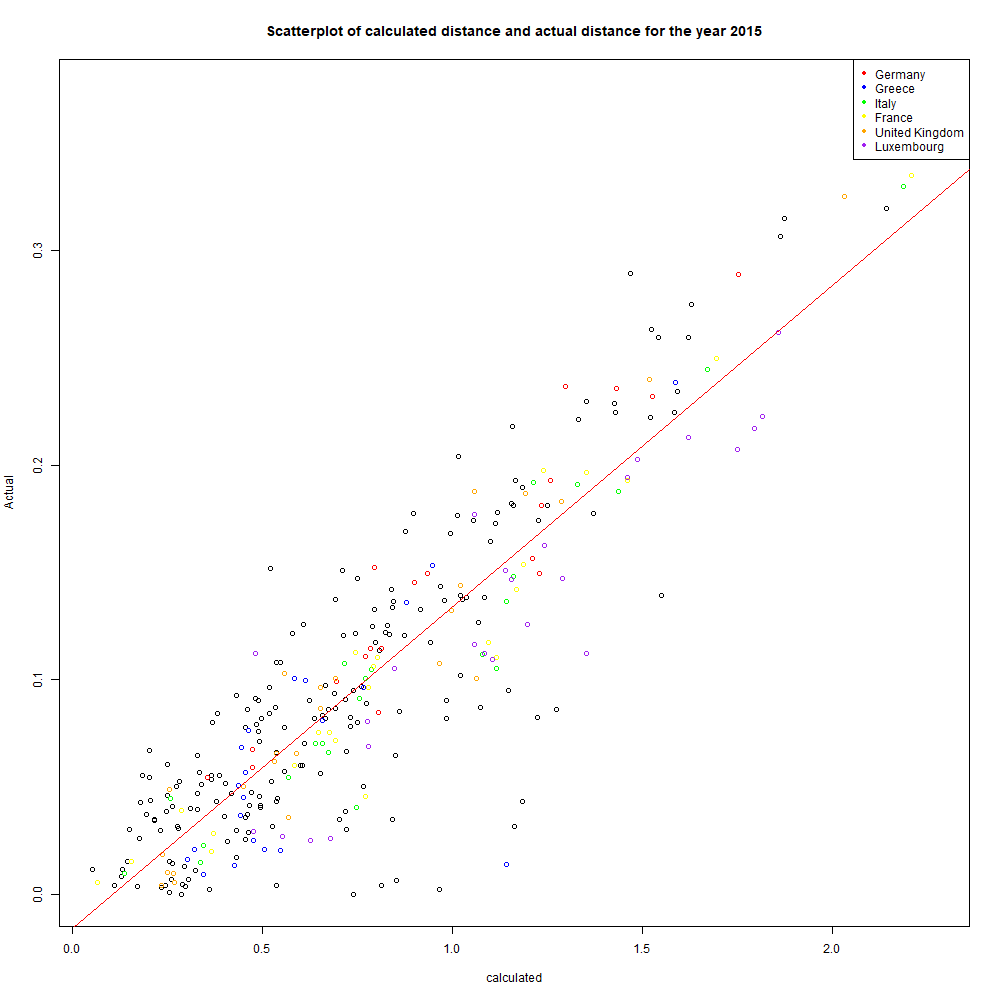 Scatterplot of calculated distance and actual distance for the year 2015
Germany
Greece
Italy
France
United Kingdom
Luxembourg
0.3
0.2
0.1
0.0
Actual
0.0 0.5 1.0 1.5 2.0
calculated